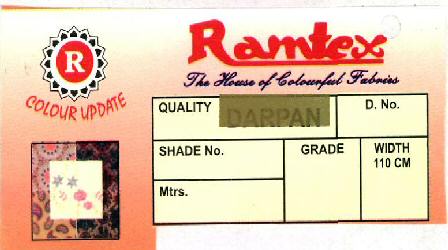 R
COLOUR UPDATE
Ramtex
The House of Colourful Fabrics
QUALITY DARPAN D. No.
SHADE No. GRADE WIDTH
110 CM
Mtrs.